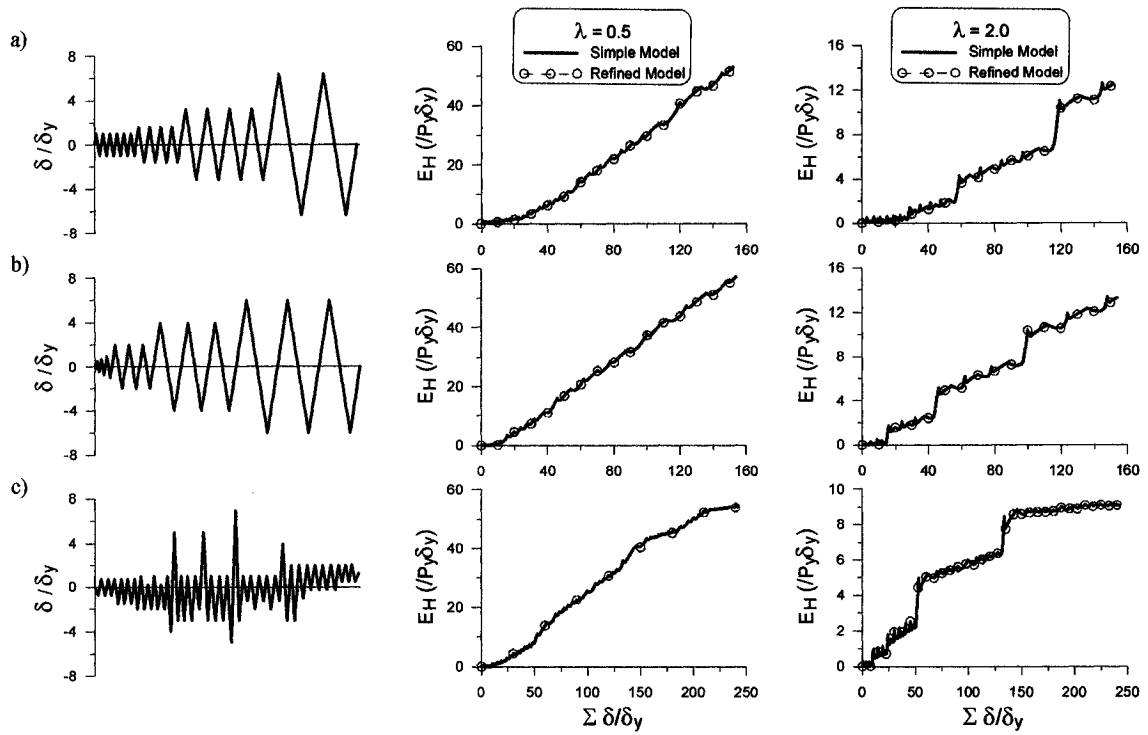 a)
8
4
0
-4
-8
δ / δy
60
40
20
0
EH (/Pyδy)
0 40 80 120 160
λ = 0.5
Simple Model
Refined Model
16
12
8
4
0
EH (/Pyδy)
0 40 80 120 160
λ = 2.0
Simple Model
Refined Model
b)
8
4
0
-4
-8
δ / δy
60
40
20
0
EH (/Pyδy)
0 40 80 120 160
16
12
8
4
0
EH (/Pyδy)
0 40 80 120 160
c)
8
4
0
-4
-8
δ / δy
60
40
20
0
EH (/Pyδy)
0 50 100 150 200 250
Σ δ/δy
10
8
6
4
2
0
EH (/Pyδy)
0 50 100 150 200 250
Σ δ/δy